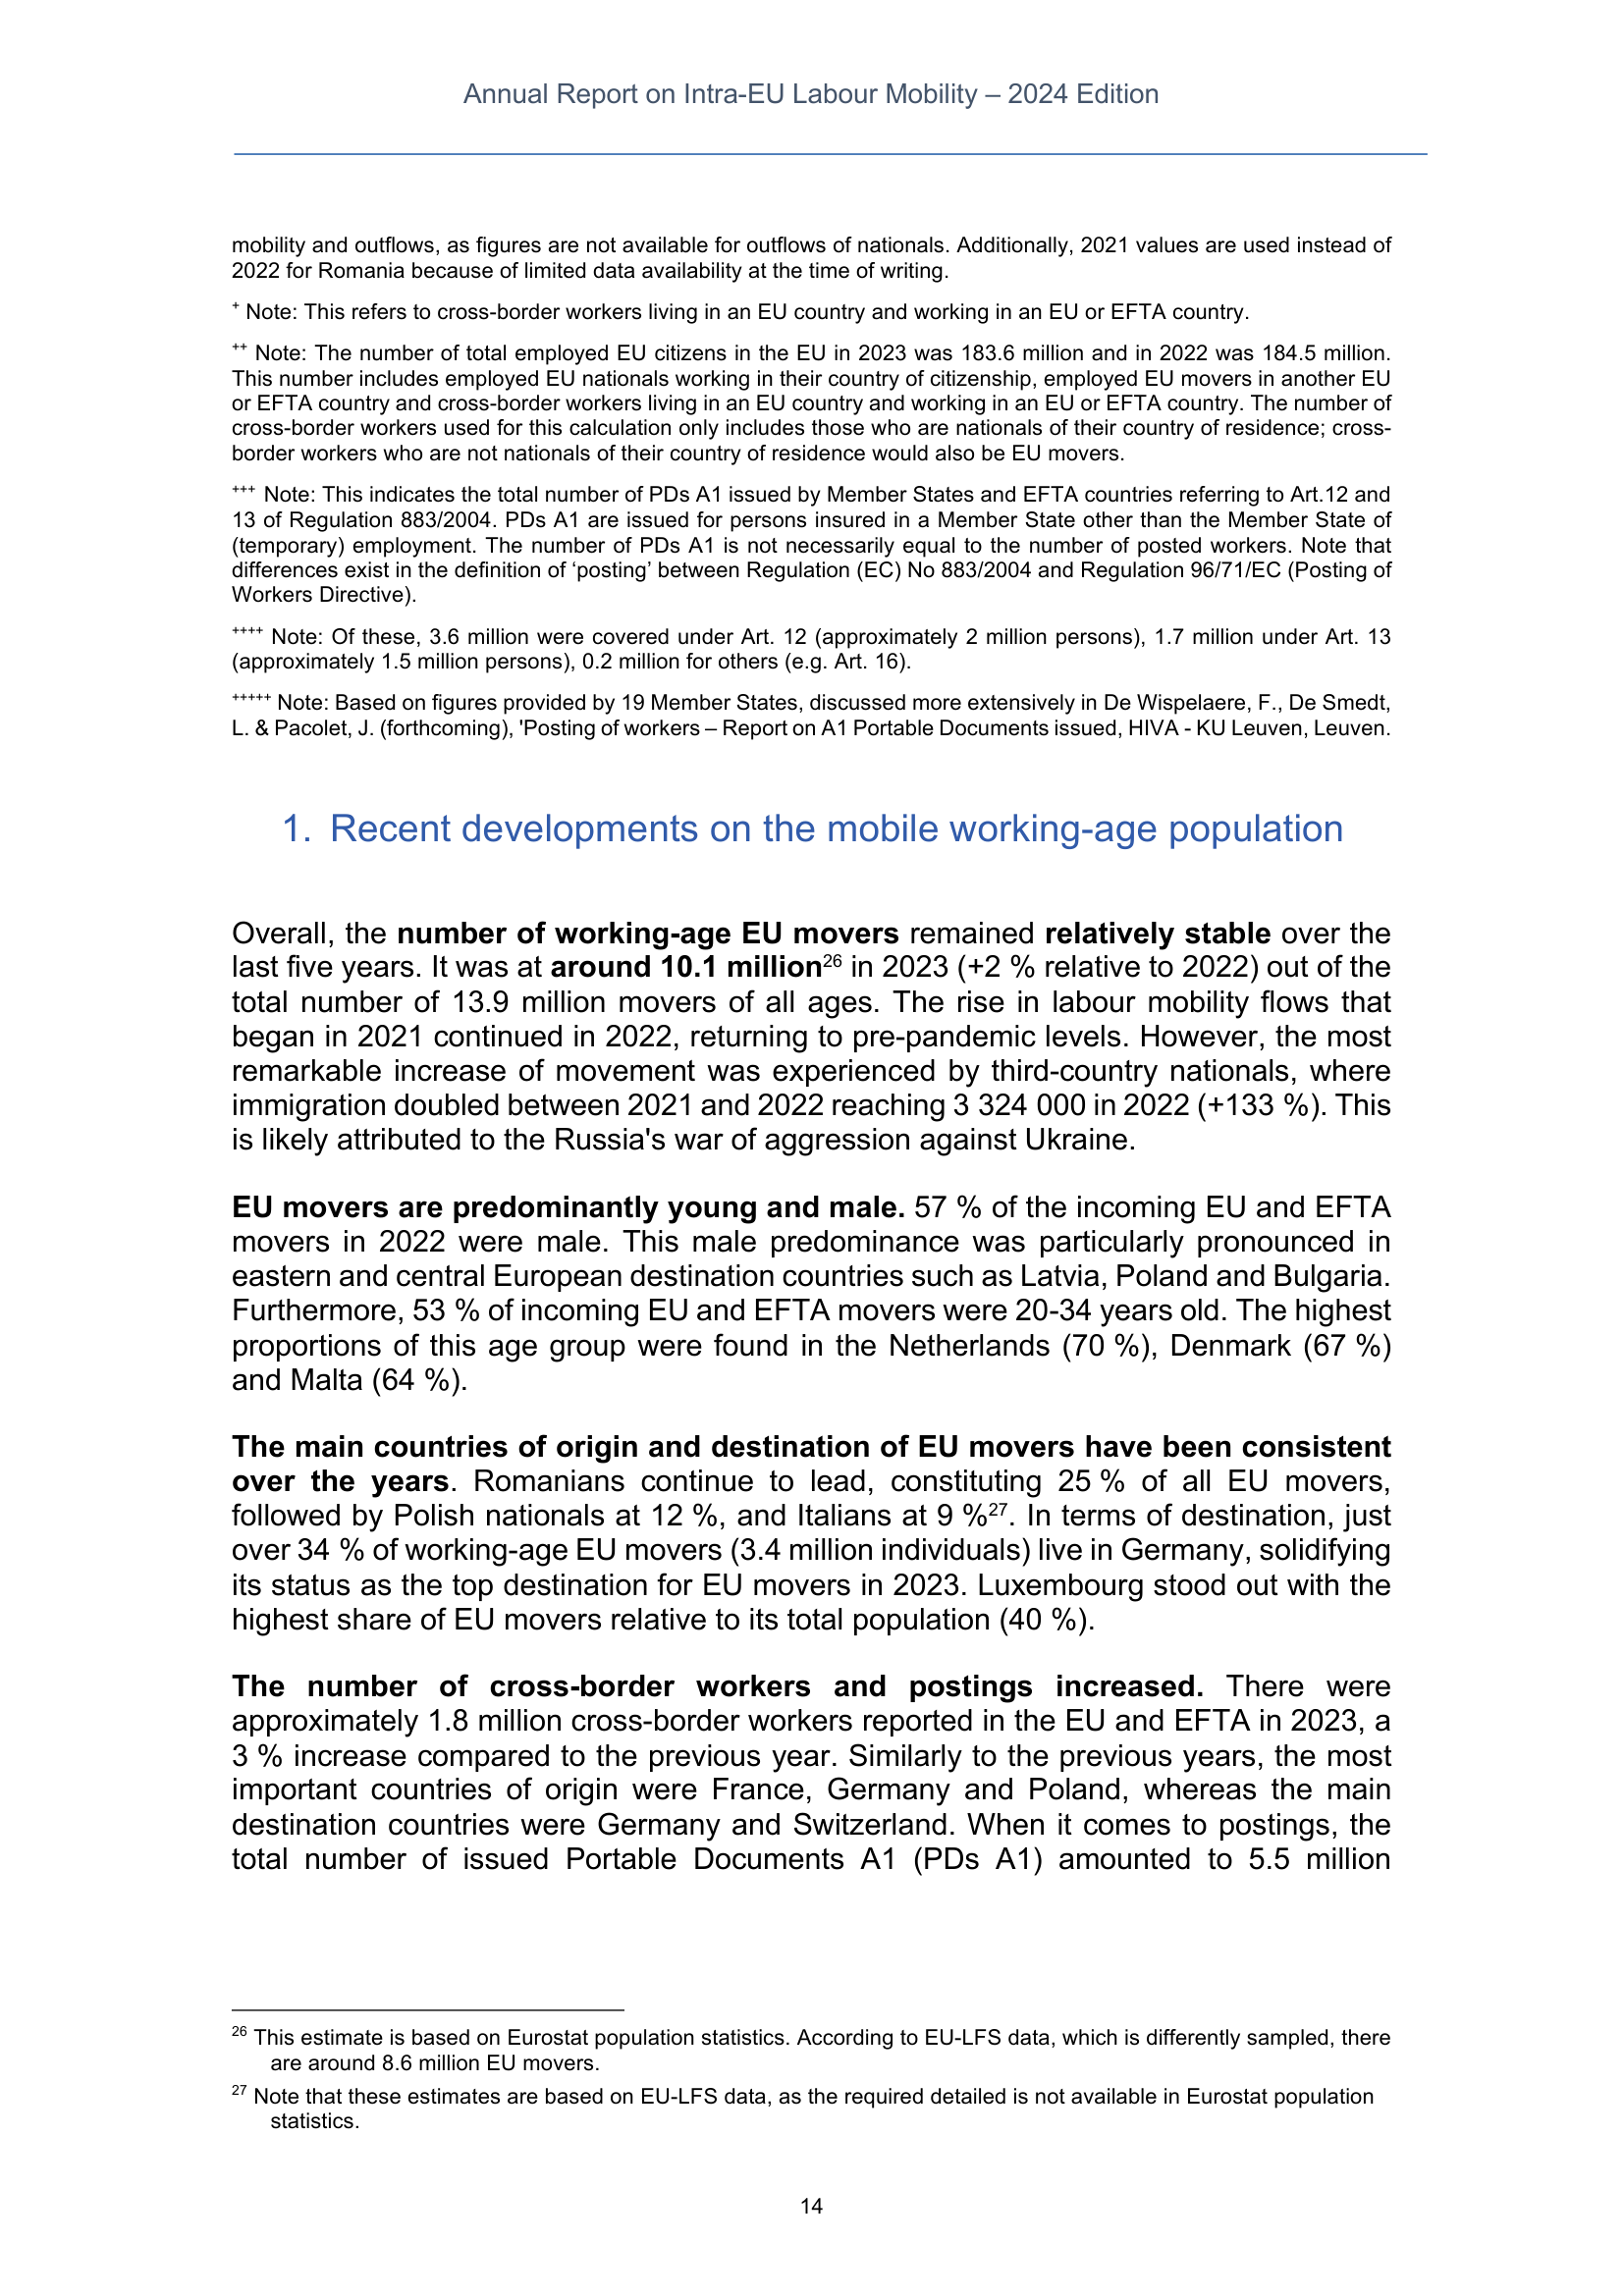 Annual Report on Intra-EU Labour Mobility – 2024 Edition
mobility and outflows, as figures are not available for outflows of nationals. Additionally, 2021 values are used instead of
2022 for Romania because of limited data availability at the time of writing.
+ Note: This refers to cross-border workers living in an EU country and working in an EU or EFTA country.
++ Note: The number of total employed EU citizens in the EU in 2023 was 183.6 million and in 2022 was 184.5 million.
This number includes employed EU nationals working in their country of citizenship, employed EU movers in another EU
or EFTA country and cross-border workers living in an EU country and working in an EU or EFTA country. The number of
cross-border workers used for this calculation only includes those who are nationals of their country of residence; cross-
border workers who are not nationals of their country of residence would also be EU movers.
+++ Note: This indicates the total number of PDs A1 issued by Member States and EFTA countries referring to Art.12 and
13 of Regulation 883/2004. PDs A1 are issued for persons insured in a Member State other than the Member State of
(temporary) employment. The number of PDs A1 is not necessarily equal to the number of posted workers. Note that
differences exist in the definition of ‘posting’ between Regulation (EC) No 883/2004 and Regulation 96/71/EC (Posting of
Workers Directive).
++++ Note: Of these, 3.6 million were covered under Art. 12 (approximately 2 million persons), 1.7 million under Art. 13
(approximately 1.5 million persons), 0.2 million for others (e.g. Art. 16).
+++++ Note: Based on figures provided by 19 Member States, discussed more extensively in De Wispelaere, F., De Smedt,
L. & Pacolet, J. (forthcoming), 'Posting of workers – Report on A1 Portable Documents issued, HIVA - KU Leuven, Leuven.
1. Recent developments on the mobile working-age population
Overall, the number of working-age EU movers remained relatively stable over the
last five years. It was at around 10.1 million26 in 2023 (+2 % relative to 2022) out of the
total number of 13.9 million movers of all ages. The rise in labour mobility flows that
began in 2021 continued in 2022, returning to pre-pandemic levels. However, the most
remarkable increase of movement was experienced by third-country nationals, where
immigration doubled between 2021 and 2022 reaching 3 324 000 in 2022 (+133 %). This
is likely attributed to the Russia's war of aggression against Ukraine.
EU movers are predominantly young and male. 57 % of the incoming EU and EFTA
movers in 2022 were male. This male predominance was particularly pronounced in
eastern and central European destination countries such as Latvia, Poland and Bulgaria.
Furthermore, 53 % of incoming EU and EFTA movers were 20-34 years old. The highest
proportions of this age group were found in the Netherlands (70 %), Denmark (67 %)
and Malta (64 %).
The main countries of origin and destination of EU movers have been consistent
over the years. Romanians continue to lead, constituting 25 % of all EU movers,
followed by Polish nationals at 12 %, and Italians at 9 %27. In terms of destination, just
over 34 % of working-age EU movers (3.4 million individuals) live in Germany, solidifying
its status as the top destination for EU movers in 2023. Luxembourg stood out with the
highest share of EU movers relative to its total population (40 %).
The number of cross-border workers and postings increased. There were
approximately 1.8 million cross-border workers reported in the EU and EFTA in 2023, a
3 % increase compared to the previous year. Similarly to the previous years, the most
important countries of origin were France, Germany and Poland, whereas the main
destination countries were Germany and Switzerland. When it comes to postings, the
total number of issued Portable Documents A1 (PDs A1) amounted to 5.5 million
26 This estimate is based on Eurostat population statistics. According to EU-LFS data, which is differently sampled, there
are around 8.6 million EU movers.
27 Note that these estimates are based on EU-LFS data, as the required detailed is not available in Eurostat population
statistics.
14